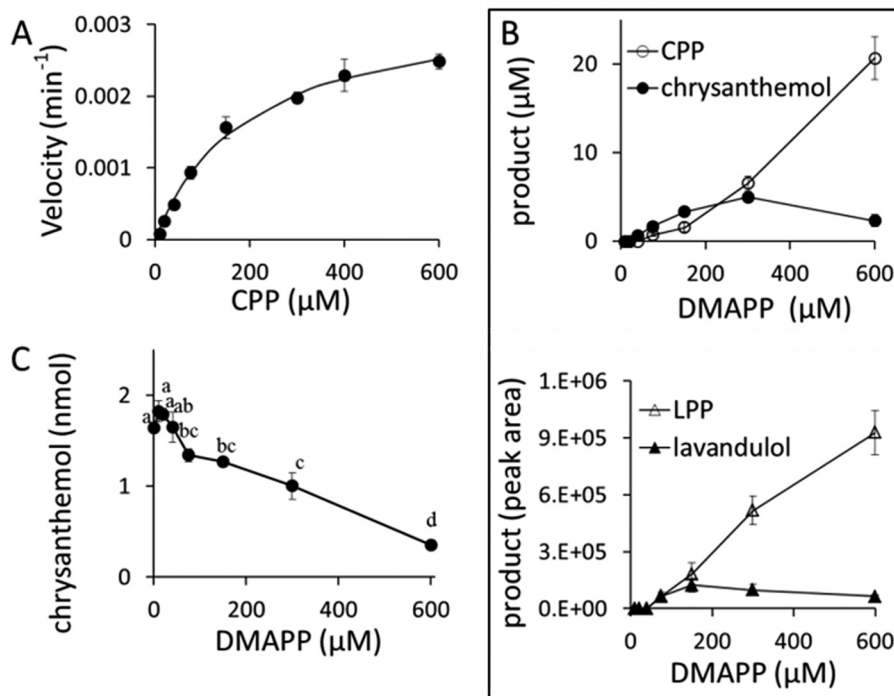 A
0.003
0.002
0.001
0
Velocity (min⁻¹)
0 200 400 600
CPP (µM)
B
20
10
0
product (µM)
CPP
chrysanthemol
0 200 400 600
DMAPP (µM)
C
2
1
0
chrysanthemol (nmol)
a
a
ab
bc
bc
c
d
0 200 400 600
DMAPP (µM)
1.E+06
9.E+05
6.E+05
3.E+05
0.E+00
product (peak area)
LPP
lavandulol
0 200 400 600
DMAPP (µM)